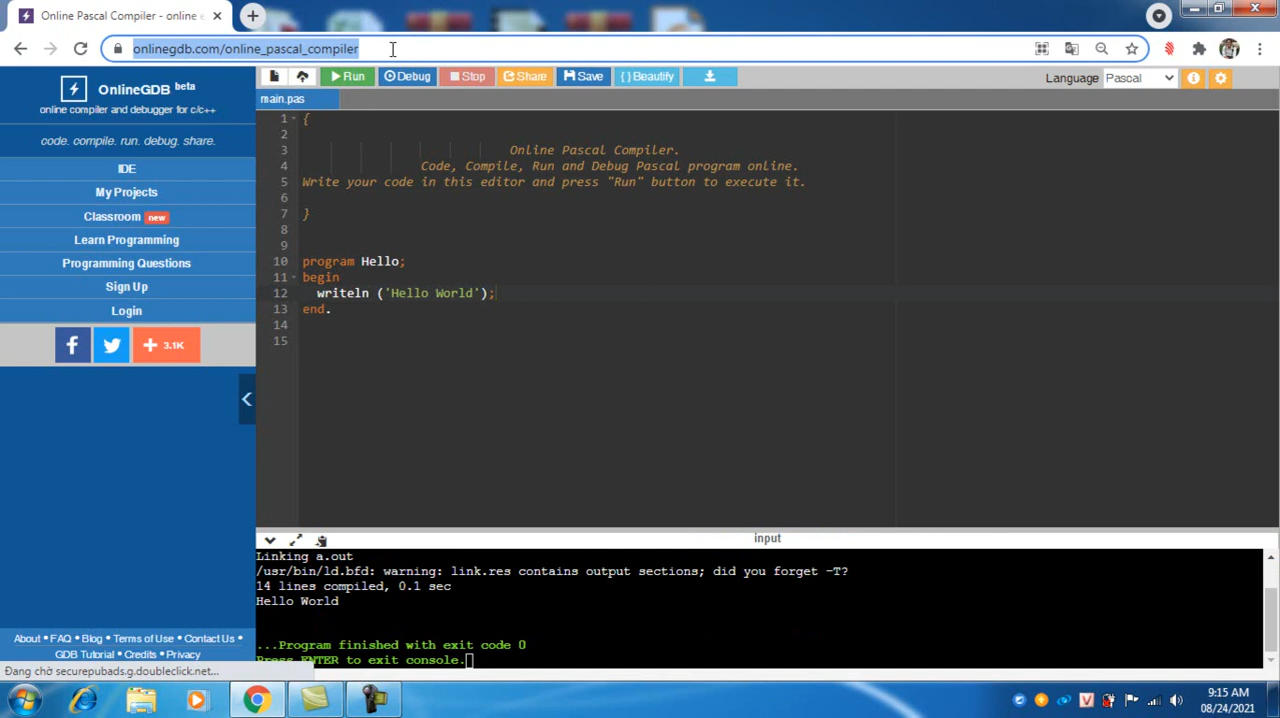 Online Pascal Compiler - online e
onlinegdb.com/online_pascal_compiler
OnlineGDB beta
online compiler and debugger for c/c++
code. compile. run. debug. share.
IDE
My Projects
Classroom new
Learn Programming
Programming Questions
Sign Up
Login
3.1K
About • FAQ • Blog • Terms of Use • Contact Us •
GDB Tutorial • Credits • Privacy
Run Debug Stop Share Save { } Beautify
Language Pascal
main.pas
1 {
2
3 Online Pascal Compiler.
4 Code, Compile, Run and Debug Pascal program online.
5 Write your code in this editor and press "Run" button to execute it.
6
7 }
8
9
10 program Hello;
11 begin
12 writeln ('Hello World');
13 end.
14
15
input
Linking a.out
/usr/bin/ld.bfd: warning: link.res contains output sections; did you forget -T?
14 lines compiled, 0.1 sec
Hello World
...Program finished with exit code 0
Press ENTER to exit console.
Đang chờ securepubads.g.doubleclick.net...
9:15 AM
08/24/2021